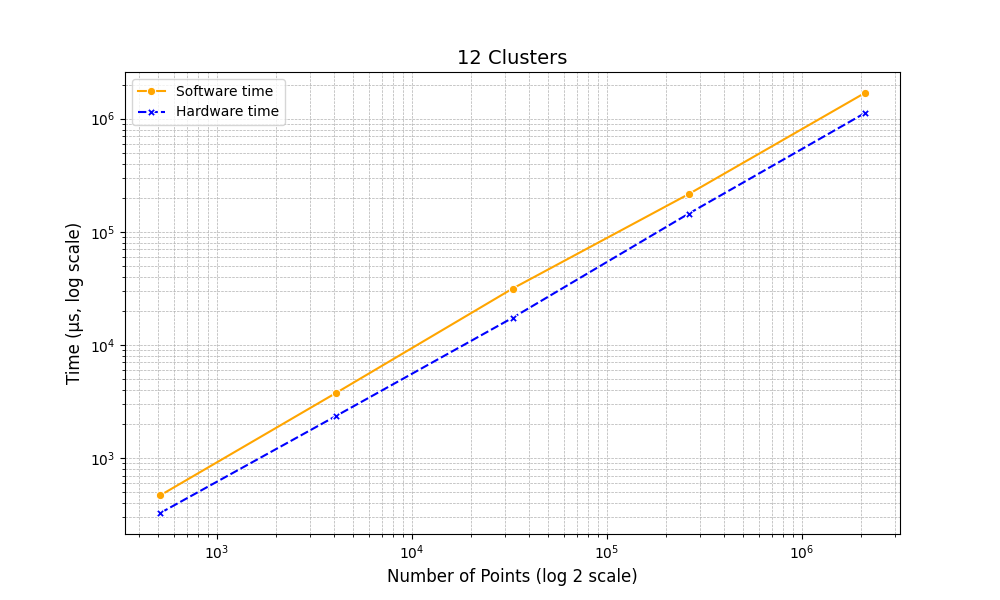 12 Clusters
Software time
Hardware time
Time (µs, log scale)
10⁶
10⁵
10⁴
10³
10³ 10⁴ 10⁵ 10⁶
Number of Points (log 2 scale)